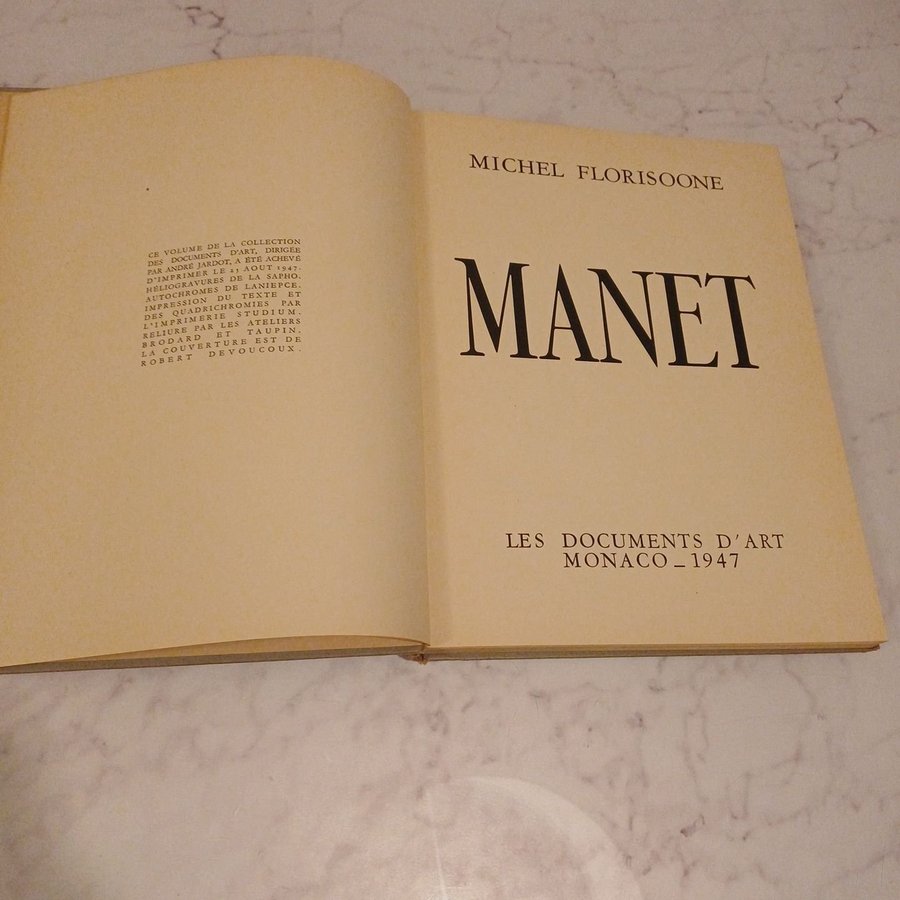 CE VOLUME DE LA COLLECTION
DES DOCUMENTS D'ART, DIRIGÉE
PAR ANDRÉ JARDOT, A ÉTÉ ACHEVÉ
D'IMPRIMER LE 23 AOUT 1947.
HÉLIOGRAVURES DE LA SAPHO.
AUTOCHROMES DE LANIEPCE.
IMPRESSION DU TEXTE ET
DES QUADRICHROMIES PAR
L'IMPRIMERIE STUDIUM.
RELIURE PAR LES ATELIERS
BRODARD ET TAUPIN.
LA COUVERTURE EST DE
ROBERT DEVOUCOUX.
MICHEL FLORISOONE
MANET
LES DOCUMENTS D'ART
MONACO _ 1947